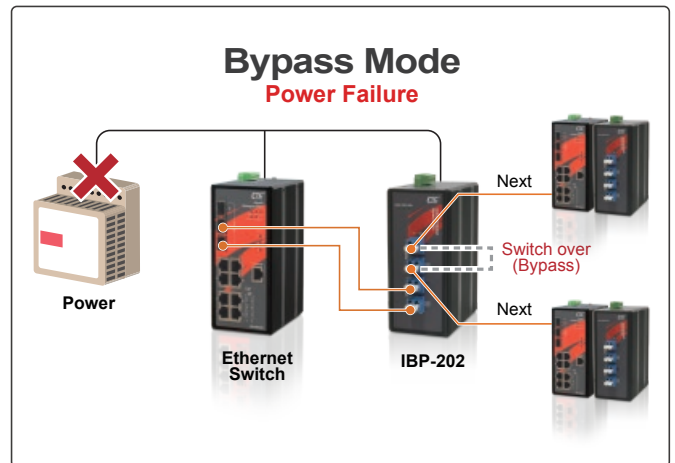 Bypass Mode
Power Failure
Next
Switch over
(Bypass)
Next
Power
Ethernet
Switch
IBP-202